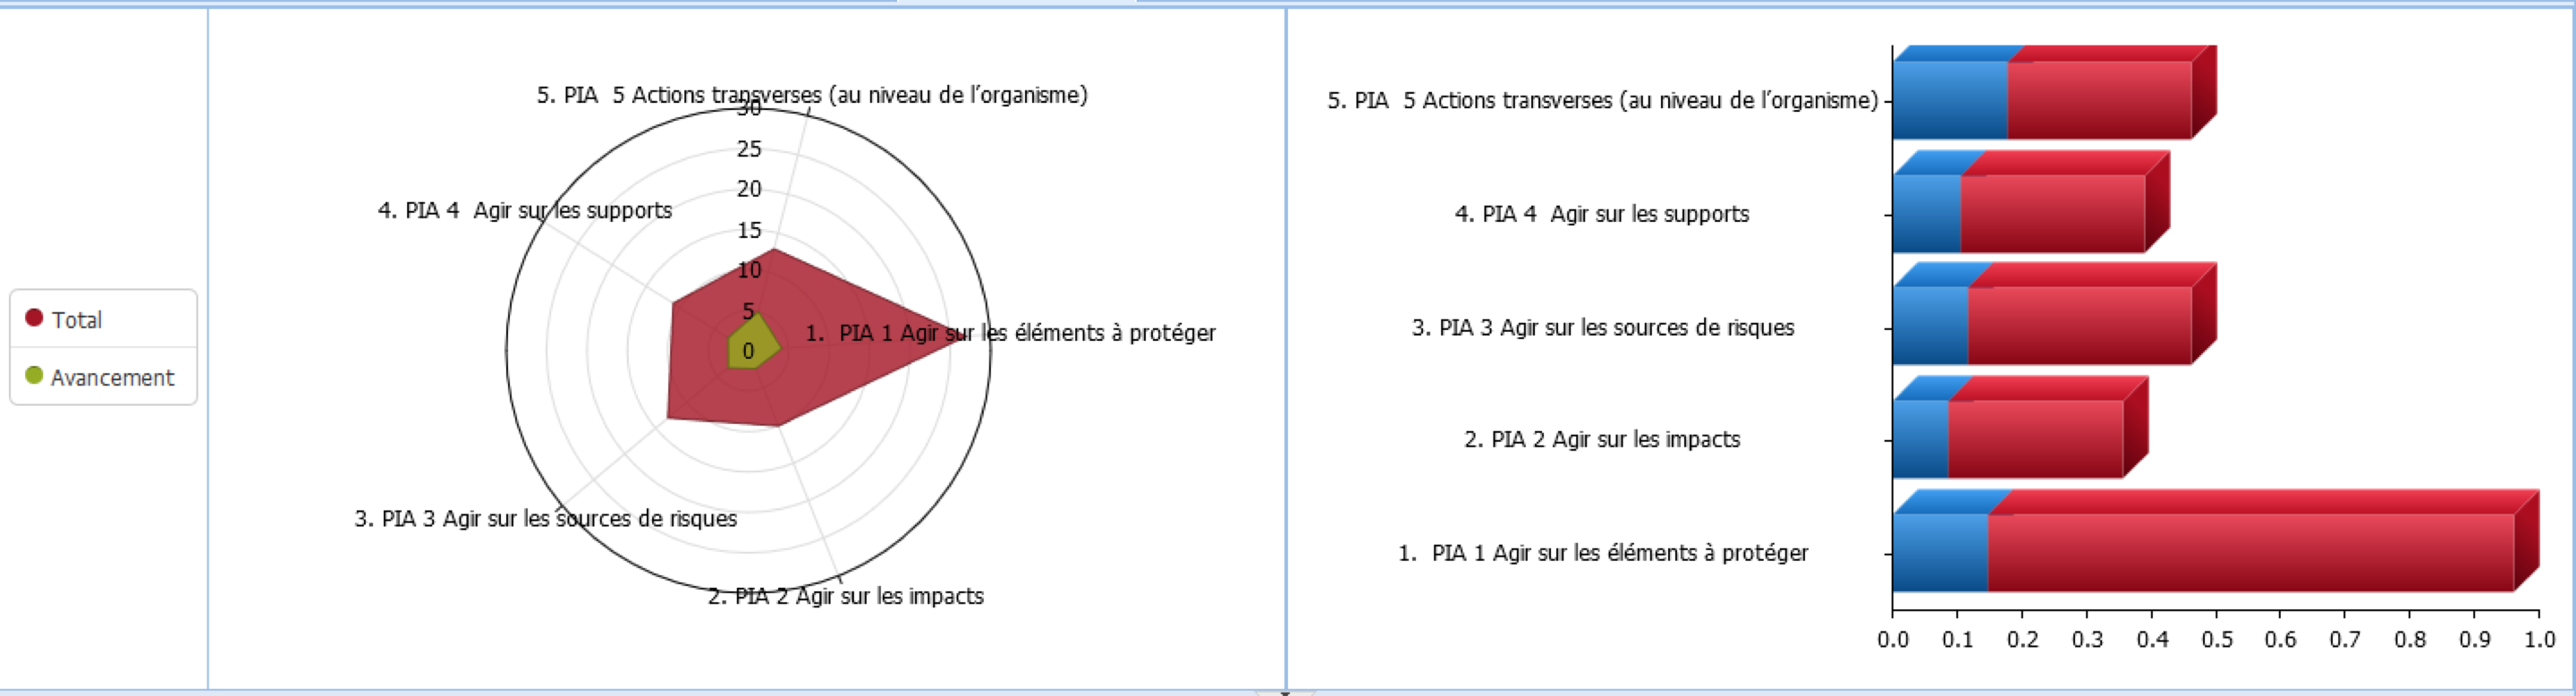 Total
Avancement
5. PIA  5 Actions transverses (au niveau de l'organisme)
30
25
4. PIA 4  Agir sur les supports
20
15
10
5
1.  PIA 1 Agir sur les éléments à protéger
0
3. PIA 3 Agir sur les sources de risques
2. PIA 2 Agir sur les impacts
5. PIA  5 Actions transverses (au niveau de l'organisme)
4. PIA 4  Agir sur les supports
3. PIA 3 Agir sur les sources de risques
2. PIA 2 Agir sur les impacts
1.  PIA 1 Agir sur les éléments à protéger
0.0 0.1 0.2 0.3 0.4 0.5 0.6 0.7 0.8 0.9 1.0